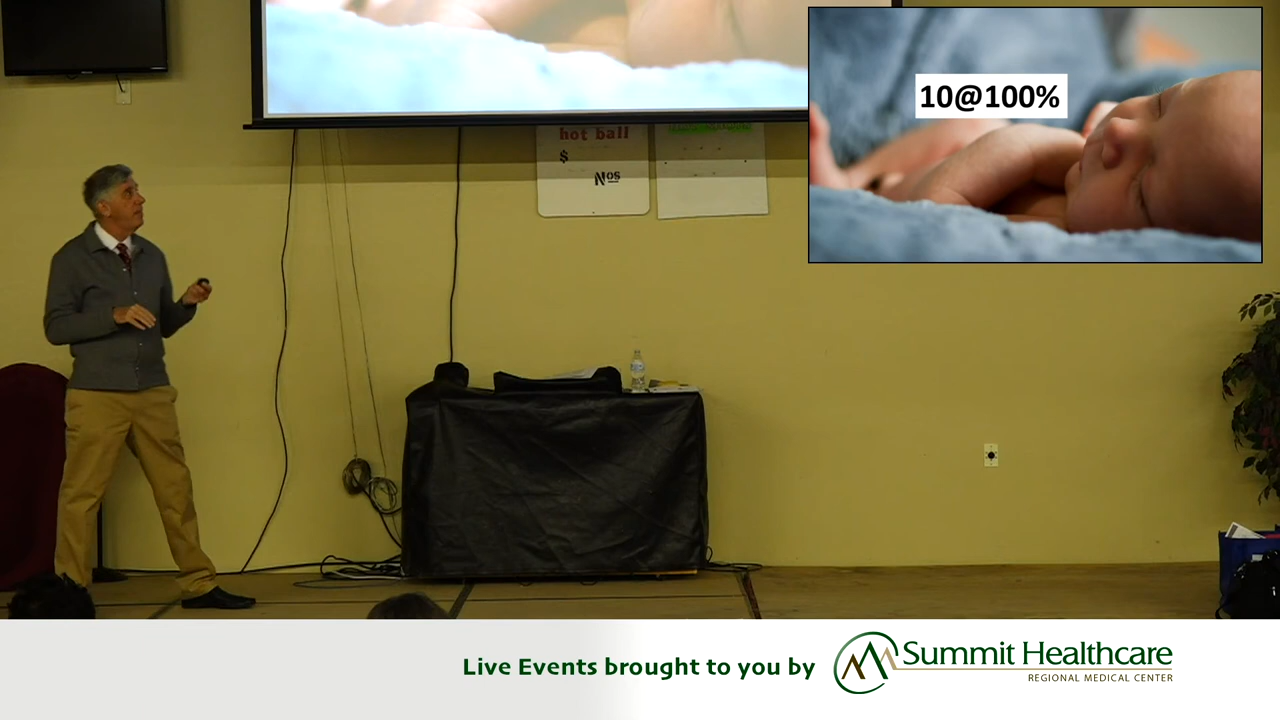 10@100%
hot ball
$
Nos
Live Events brought to you by
Summit Healthcare
REGIONAL MEDICAL CENTER